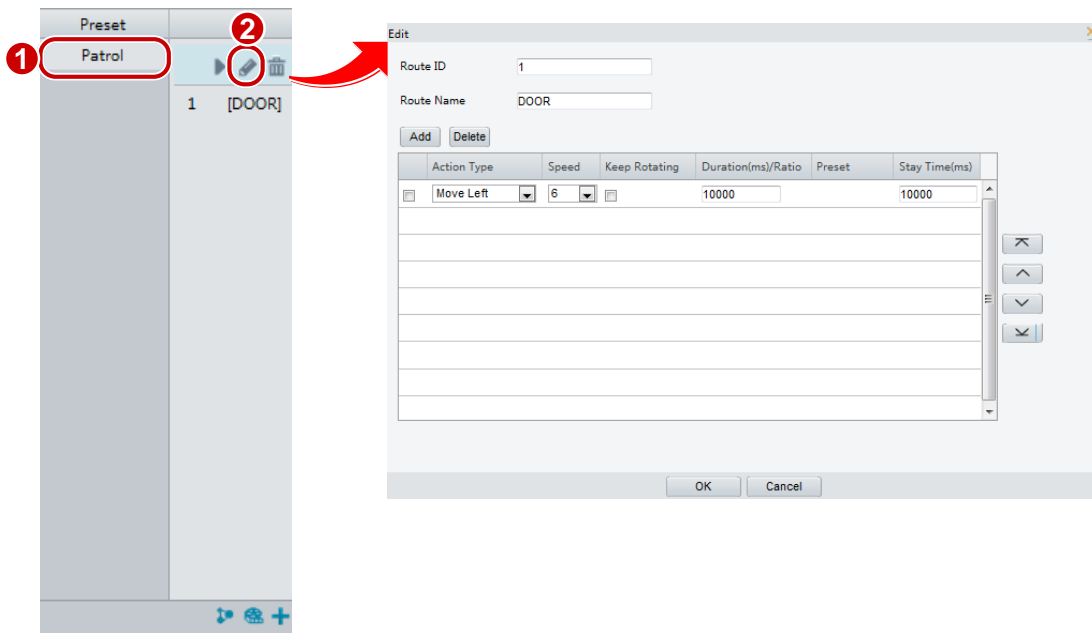 Preset
2
1
Patrol
1 [DOOR]
Edit
Route ID 1
Route Name DOOR
Add Delete
Action Type Speed Keep Rotating Duration(ms)/Ratio Preset Stay Time(ms)
Move Left 6 10000 10000
OK Cancel